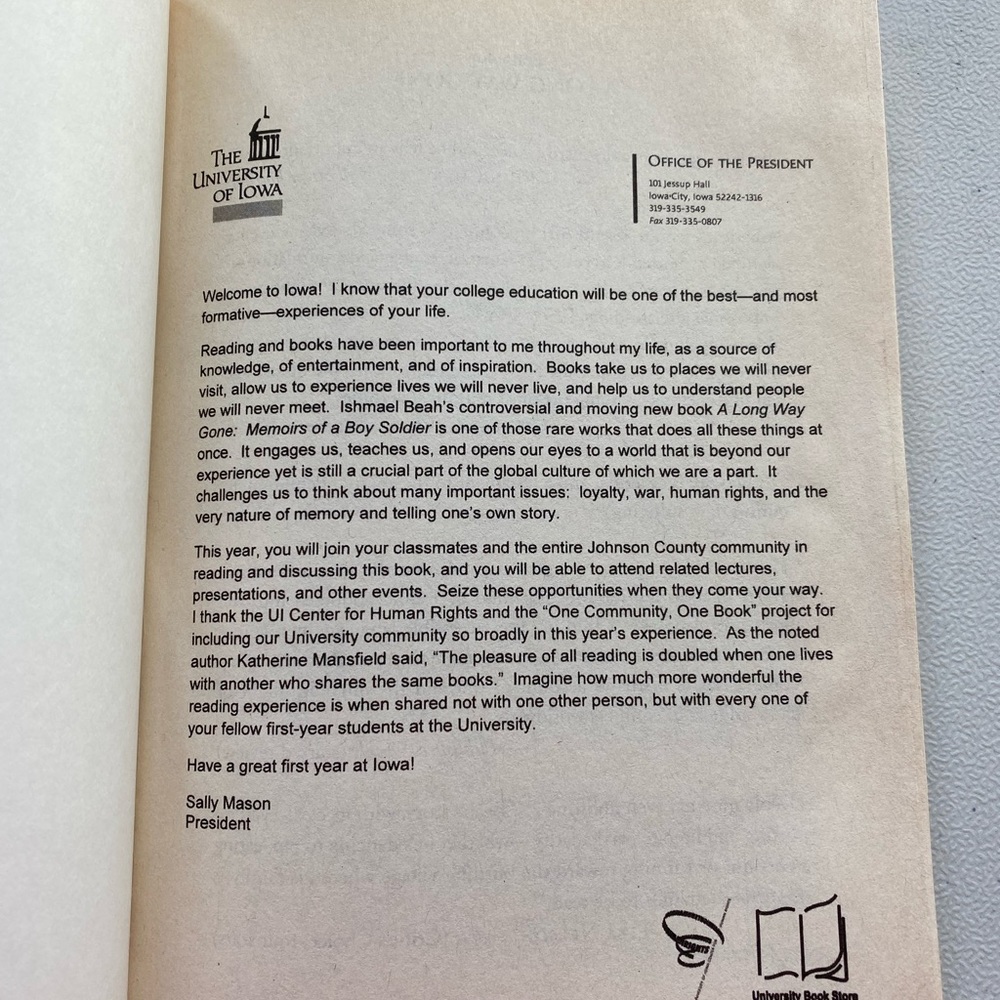 THE
UNIVERSITY
OF IOWA
OFFICE OF THE PRESIDENT
101 Jessup Hall
Iowa City, Iowa 52242-1316
319-335-3549
Fax 319-335-0807
Welcome to Iowa!  I know that your college education will be one of the best—and most
formative—experiences of your life.
Reading and books have been important to me throughout my life, as a source of
knowledge, of entertainment, and of inspiration.  Books take us to places we will never
visit, allow us to experience lives we will never live, and help us to understand people
we will never meet.  Ishmael Beah's controversial and moving new book A Long Way
Gone:  Memoirs of a Boy Soldier is one of those rare works that does all these things at
once.  It engages us, teaches us, and opens our eyes to a world that is beyond our
experience yet is still a crucial part of the global culture of which we are a part.  It
challenges us to think about many important issues:  loyalty, war, human rights, and the
very nature of memory and telling one's own story.
This year, you will join your classmates and the entire Johnson County community in
reading and discussing this book, and you will be able to attend related lectures,
presentations, and other events.  Seize these opportunities when they come your way.
I thank the UI Center for Human Rights and the “One Community, One Book” project for
including our University community so broadly in this year's experience.  As the noted
author Katherine Mansfield said, “The pleasure of all reading is doubled when one lives
with another who shares the same books.”  Imagine how much more wonderful the
reading experience is when shared not with one other person, but with every one of
your fellow first-year students at the University.
Have a great first year at Iowa!
Sally Mason
President
RIGHTS
University Book Store